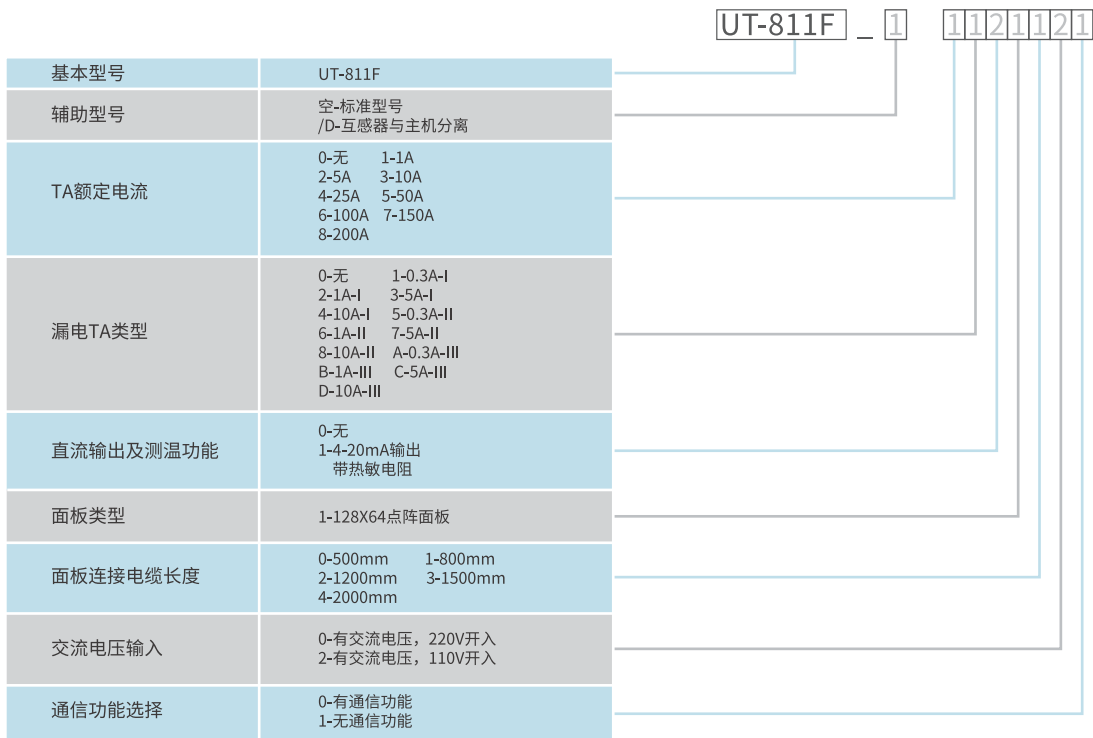 UT-811F _ 1 1121121
基本型号 UT-811F
辅助型号 空-标准型号
/D-互感器与主机分离
TA额定电流 0-无 1-1A
2-5A 3-10A
4-25A 5-50A
6-100A 7-150A
8-200A
漏电TA类型 0-无 1-0.3A-I
2-1A-I 3-5A-I
4-10A-I 5-0.3A-II
6-1A-II 7-5A-II
8-10A-II A-0.3A-III
B-1A-III C-5A-III
D-10A-III
直流输出及测温功能 0-无
1-4-20mA输出
带热敏电阻
面板类型 1-128X64点阵面板
面板连接电缆长度 0-500mm 1-800mm
2-1200mm 3-1500mm
4-2000mm
交流电压输入 0-有交流电压，220V开入
2-有交流电压，110V开入
通信功能选择 0-有通信功能
1-无通信功能